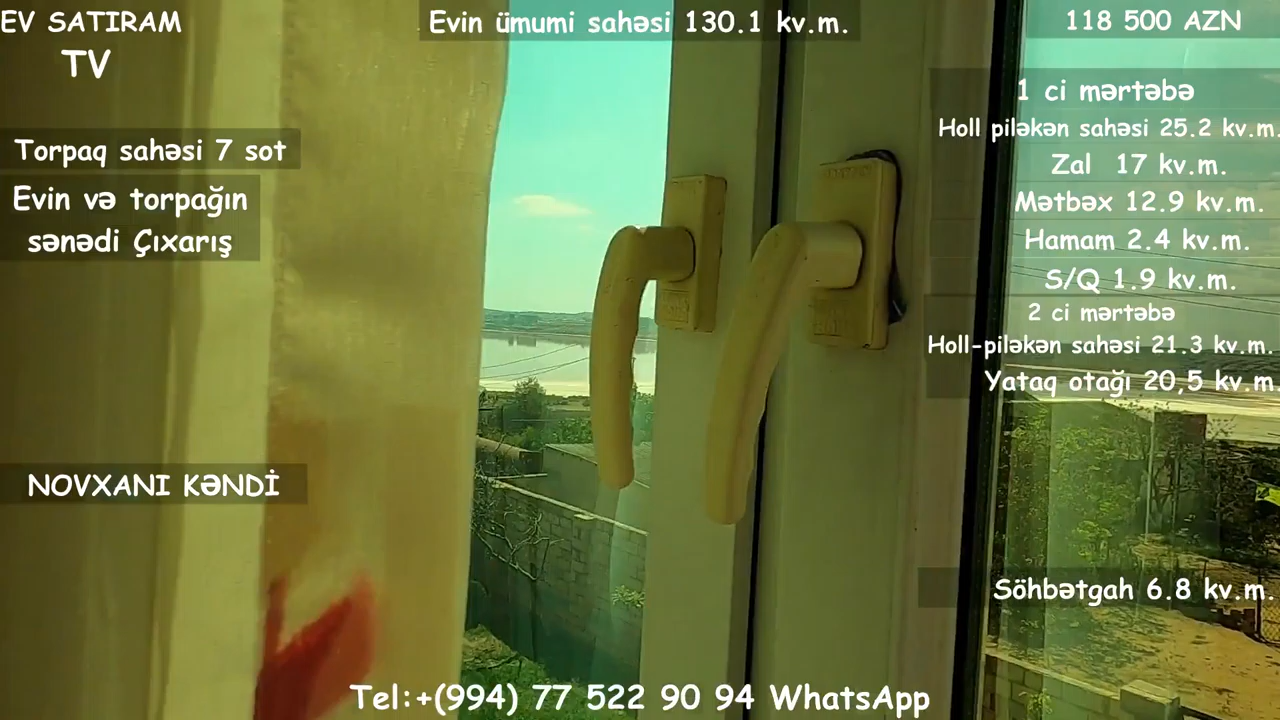 EV SATIRAM
TV
Evin ümumi sahəsi 130.1 kv.m.
118 500 AZN
Torpaq sahəsi 7 sot
Evin və torpağın
sənədi Çıxarış
NOVXANI KƏNDİ
1 ci mərtəbə
Holl piləkən sahəsi 25.2 kv.m.
Zal 17 kv.m.
Mətbəx 12.9 kv.m.
Hamam 2.4 kv.m.
S/Q 1.9 kv.m.
2 ci mərtəbə
Holl-piləkən sahəsi 21.3 kv.m.
Yataq otağı 20,5 kv.m.
Söhbətgah 6.8 kv.m.
Tel:+(994) 77 522 90 94 WhatsApp